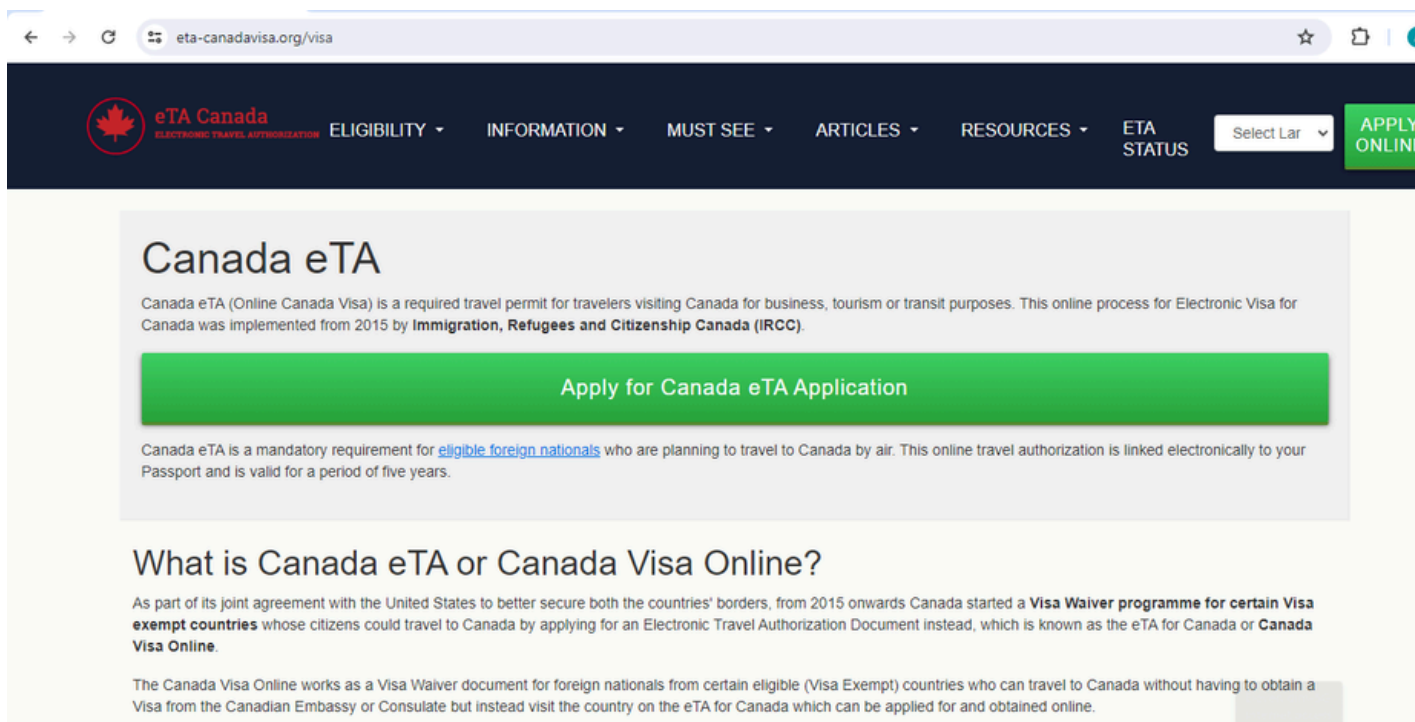 eta-canadavisa.org/visa
eTA Canada
ELECTRONIC TRAVEL AUTHORIZATION
ELIGIBILITY
INFORMATION
MUST SEE
ARTICLES
RESOURCES
ETA
STATUS
Select Lar
APPLY
ONLINE
Canada eTA
Canada eTA (Online Canada Visa) is a required travel permit for travelers visiting Canada for business, tourism or transit purposes. This online process for Electronic Visa for
Canada was implemented from 2015 by Immigration, Refugees and Citizenship Canada (IRCC).
Apply for Canada eTA Application
Canada eTA is a mandatory requirement for eligible foreign nationals who are planning to travel to Canada by air. This online travel authorization is linked electronically to your
Passport and is valid for a period of five years.
What is Canada eTA or Canada Visa Online?
As part of its joint agreement with the United States to better secure both the countries' borders, from 2015 onwards Canada started a Visa Waiver programme for certain Visa
exempt countries whose citizens could travel to Canada by applying for an Electronic Travel Authorization Document instead, which is known as the eTA for Canada or Canada
Visa Online.
The Canada Visa Online works as a Visa Waiver document for foreign nationals from certain eligible (Visa Exempt) countries who can travel to Canada without having to obtain a
Visa from the Canadian Embassy or Consulate but instead visit the country on the eTA for Canada which can be applied for and obtained online.